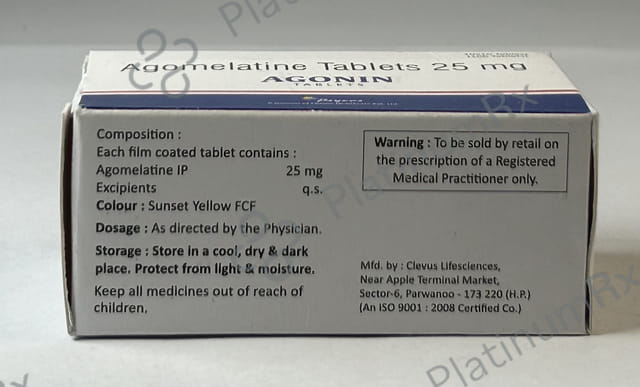 Agomelatine Tablets 25 mg
AGONIN
TABLETS
Composition :
Each film coated tablet contains :
Agomelatine IP 25 mg
Excipients q.s.
Colour : Sunset Yellow FCF
Dosage : As directed by the Physician.
Storage : Store in a cool, dry & dark
place. Protect from light & moisture.
Keep all medicines out of reach of
children.
Warning : To be sold by retail on
the prescription of a Registered
Medical Practitioner only.
Mfd. by : Clevus Lifesciences,
Near Apple Terminal Market,
Sector-6, Parwanoo - 173 220 (H.P.)
(An ISO 9001 : 2008 Certified Co.)
PlatinumRx